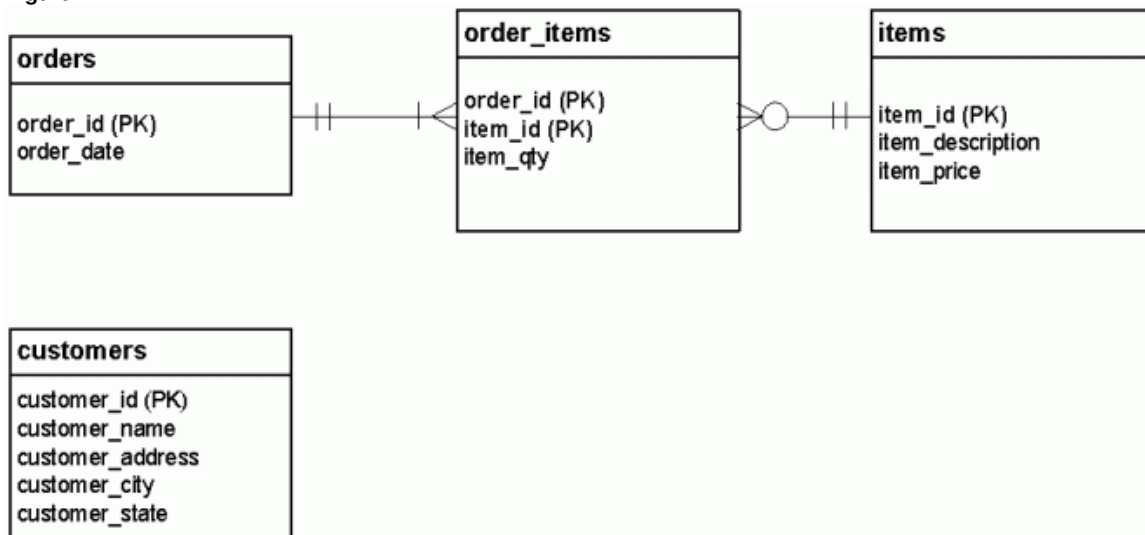 orders
order_id (PK)
order_date
order_items
order_id (PK)
item_id (PK)
item_qty
items
item_id (PK)
item_description
item_price
customers
customer_id (PK)
customer_name
customer_address
customer_city
customer_state